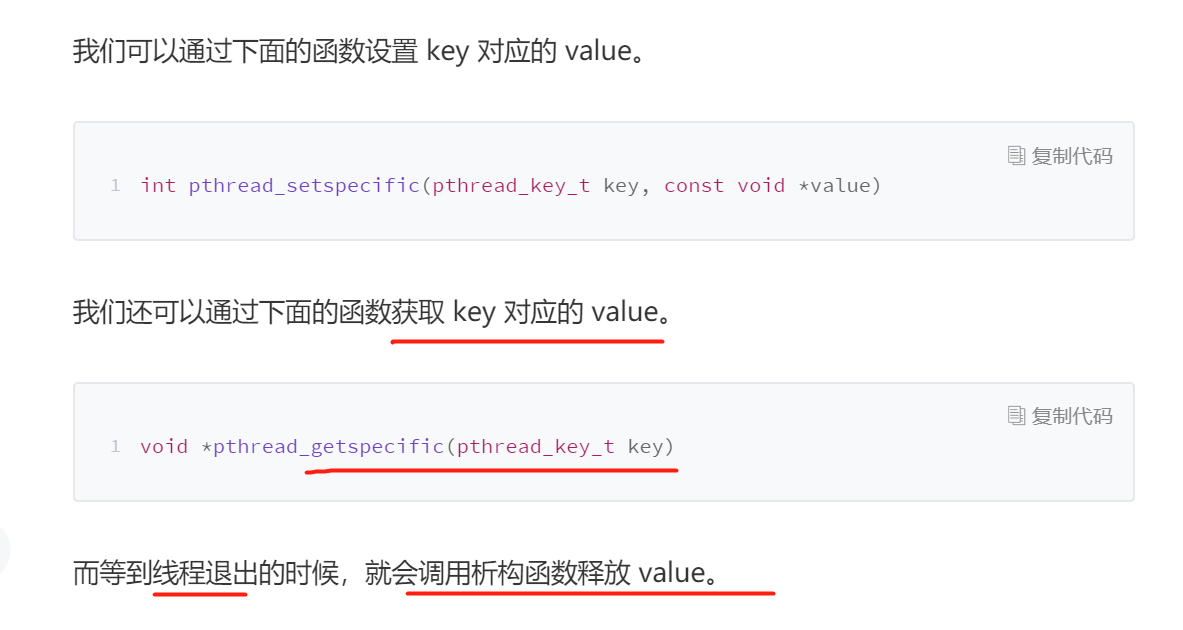 我们可以通过下面的函数设置 key 对应的 value。
复制代码
1 int pthread_setspecific(pthread_key_t key, const void *value)
我们还可以通过下面的函数获取 key 对应的 value。
复制代码
1 void *pthread_getspecific(pthread_key_t key)
而等到线程退出的时候，就会调用析构函数释放 value。